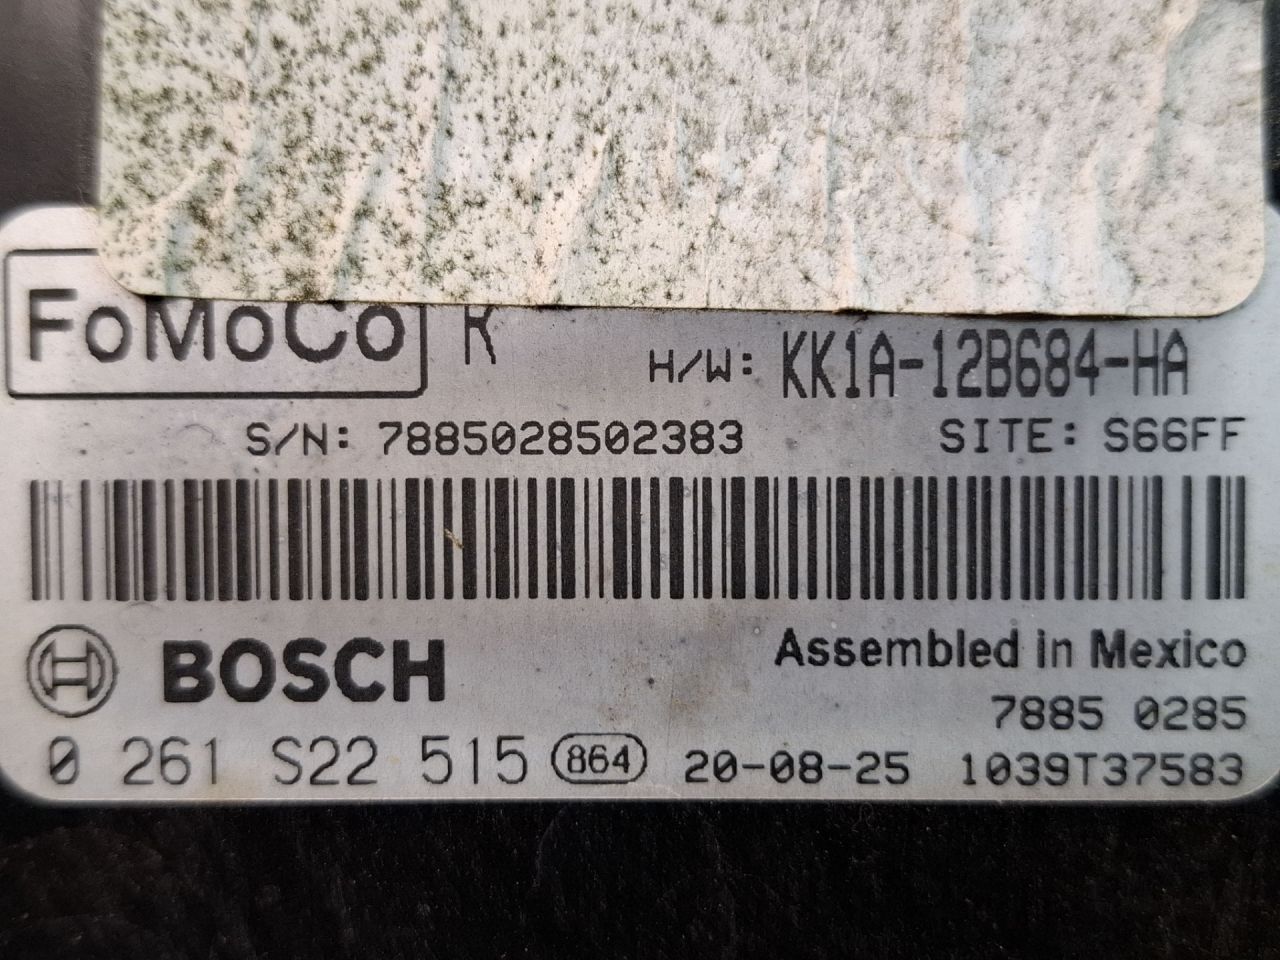 FoMoCo R H/W: KK1A-12B684-HA
S/N: 7885028502383 SITE: S66FF
BOSCH Assembled in Mexico
7885 0285
0 261 S22 515 864 20-08-25 1039T37583